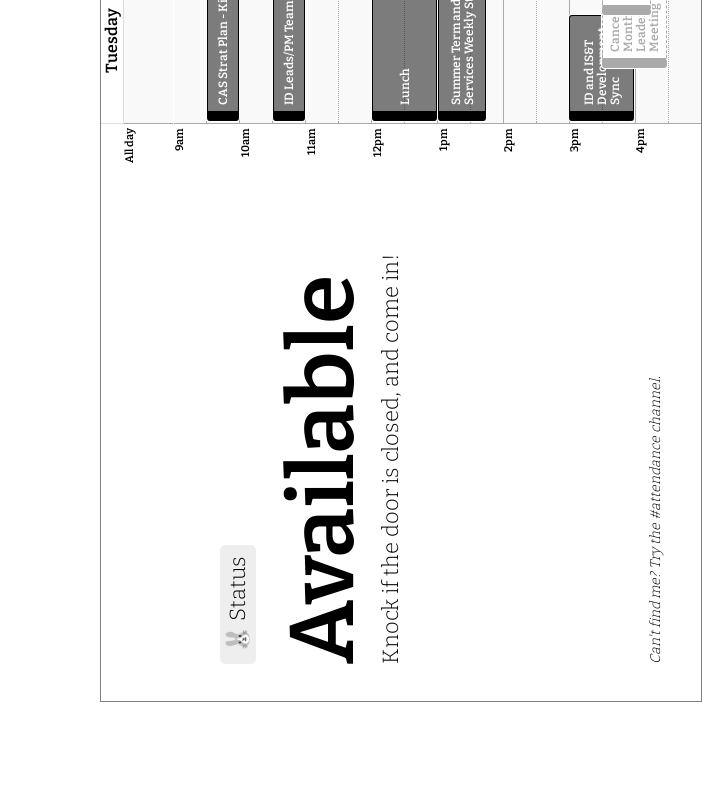 Status
Available
Knock if the door is closed, and come in!
Can't find me? Try the #attendance channel.
Tuesday
All day
9am
10am
11am
12pm
1pm
2pm
3pm
4pm
CAS Strat Plan - Ki
ID Leads/PM Team
Lunch
Summer Term and
Services Weekly S
ID and IS&T
Sync
Cance
Month
Leade
Meeting